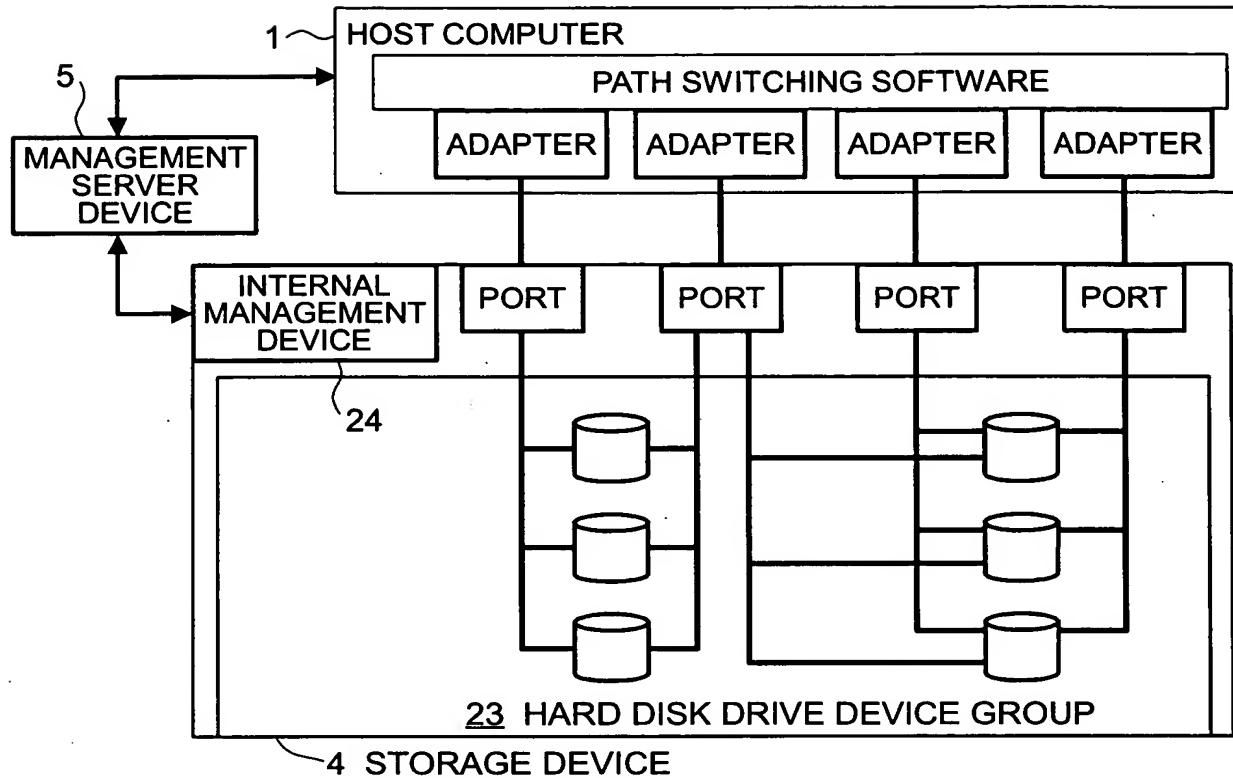 1
HOST COMPUTER
PATH SWITCHING SOFTWARE
ADAPTER
ADAPTER
ADAPTER
ADAPTER
5
MANAGEMENT
SERVER
DEVICE
INTERNAL
MANAGEMENT
DEVICE
PORT
PORT
PORT
PORT
24
23 HARD DISK DRIVE DEVICE GROUP
4 STORAGE DEVICE